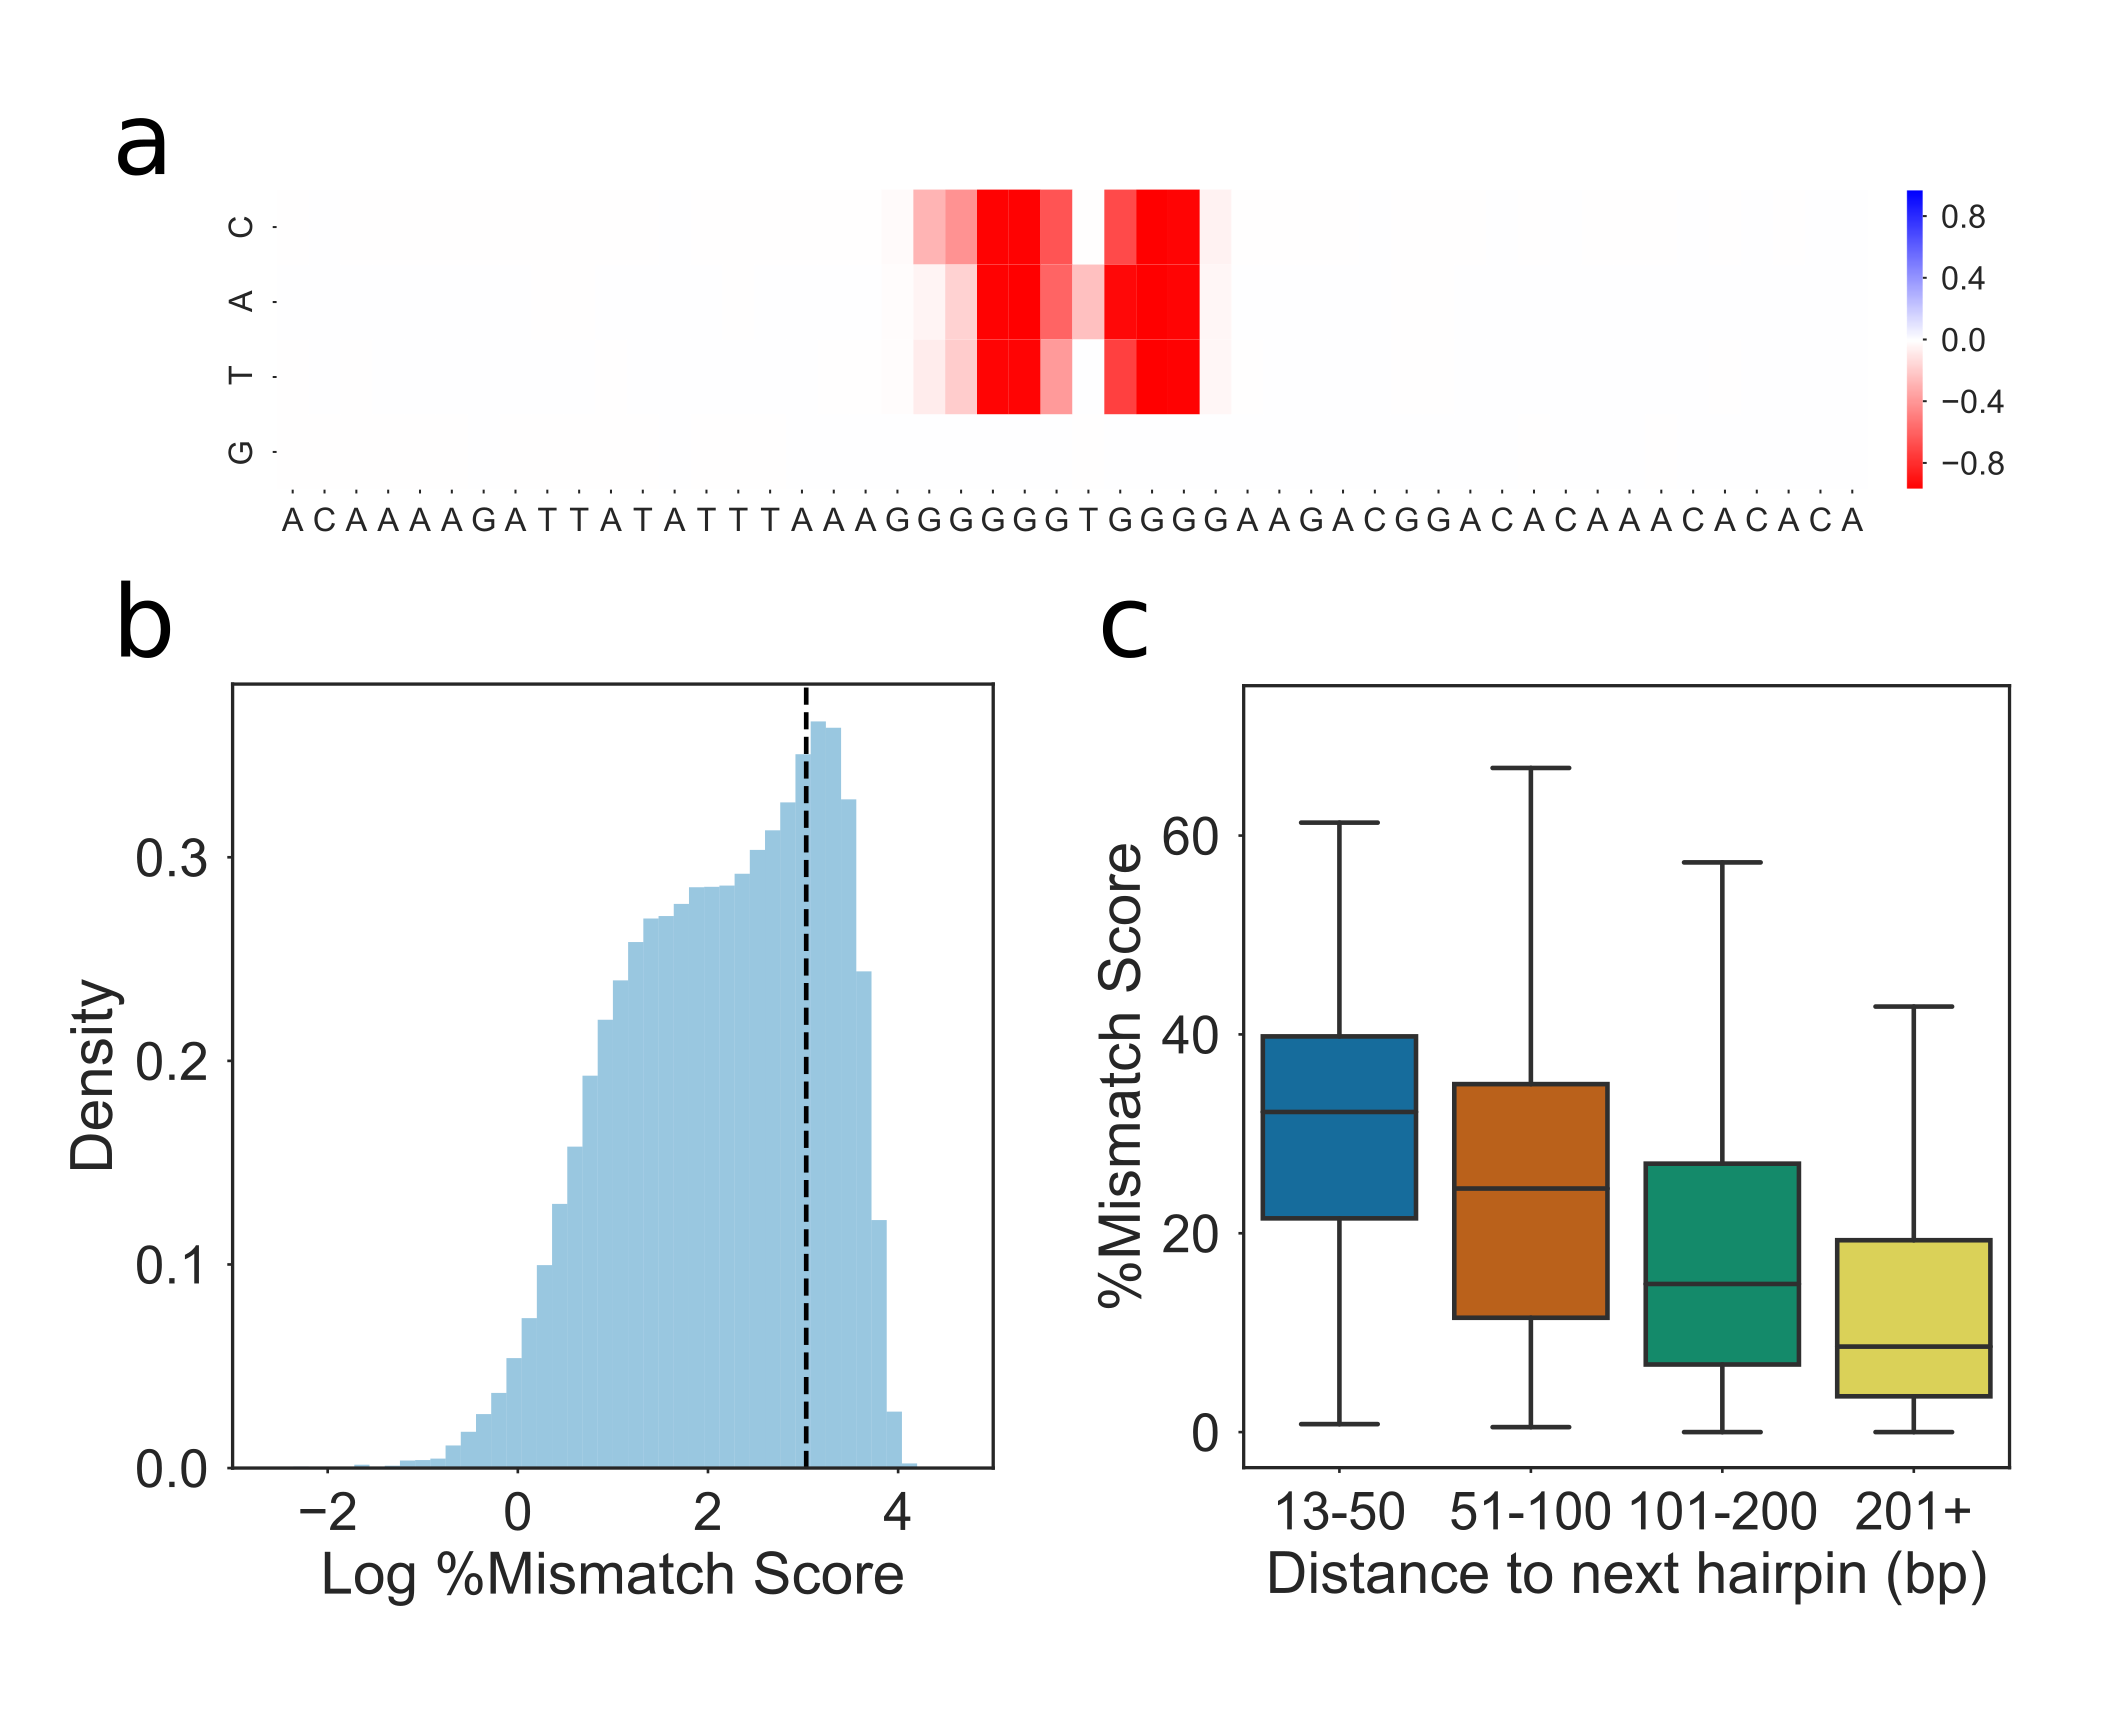 a
C
A
T
G
0.8
0.4
0.0
−0.4
−0.8
A C A A A A G A T T A T A T T T A A A G G G G G G T G G G G A A G A C G G A C A C A A A C A C A C A
b
Density
0.3
0.2
0.1
0.0
−2 0 2 4
Log %Mismatch Score
c
%Mismatch Score
60
40
20
0
13-50 51-100 101-200 201+
Distance to next hairpin (bp)